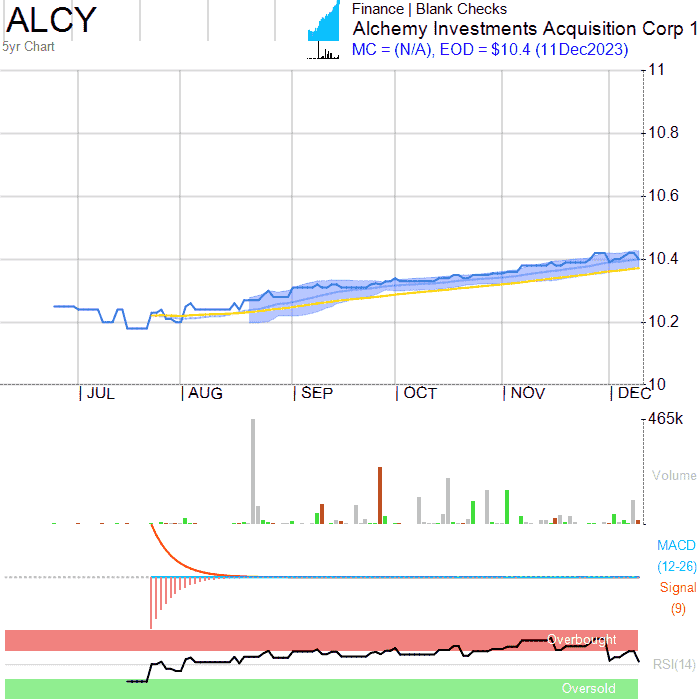 ALCY
5yr Chart
Finance | Blank Checks
Alchemy Investments Acquisition Corp 1
MC = (N/A), EOD = $10.4 (11Dec2023)
11
10.8
10.6
10.4
10.2
10
JUL AUG SEP OCT NOV DEC
465k
Volume
MACD
(12-26)
Signal
(9)
Overbought
RSI(14)
Oversold